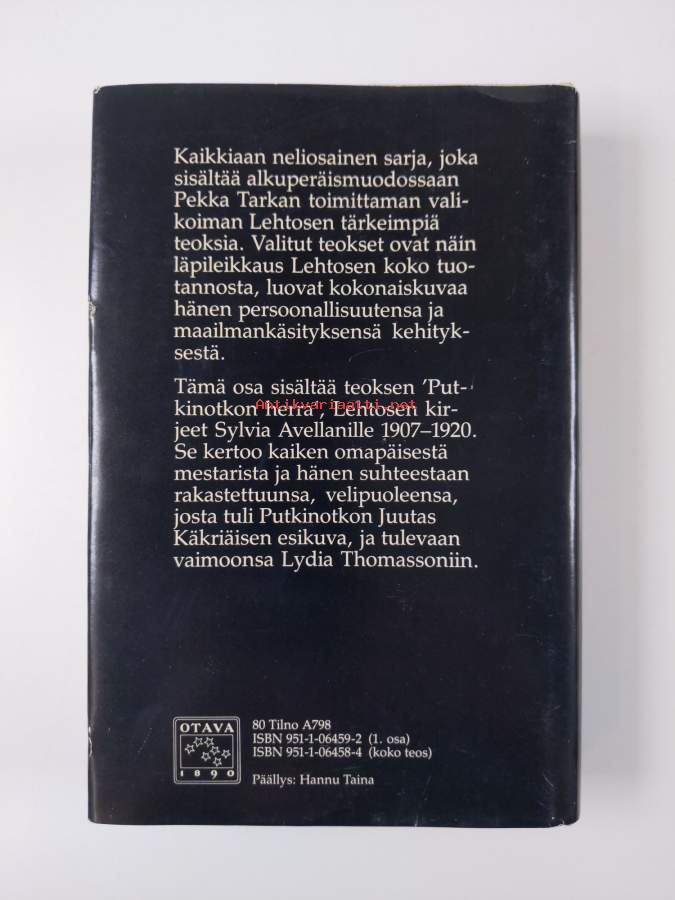 Kaikkiaan neliosainen sarja, joka
sisältää alkuperäismuodossaan
Pekka Tarkan toimittaman vali-
koiman Lehtosen tärkeimpiä
teoksia. Valitut teokset ovat näin
läpileikkaus Lehtosen koko tuo-
tannosta, luovat kokonaiskuvaa
hänen persoonallisuutensa ja
maailmankäsityksensä kehityk-
sestä.
Tämä osa sisältää teoksen 'Put-
kinotkon herra', Lehtosen kir-
Antikvariaatti.net
jeet Sylvia Avellanille 1907–1920.
Se kertoo kaiken omapäisestä
mestarista ja hänen suhteestaan
rakastettuunsa, velipuoleensa,
josta tuli Putkinotkon Juutas
Käkriäisen esikuva, ja tulevaan
vaimoonsa Lydia Thomassoniin.
OTAVA
1890
80 Tilno A798
ISBN 951-1-06459-2 (1. osa)
ISBN 951-1-06458-4 (koko teos)
Päällys: Hannu Taina